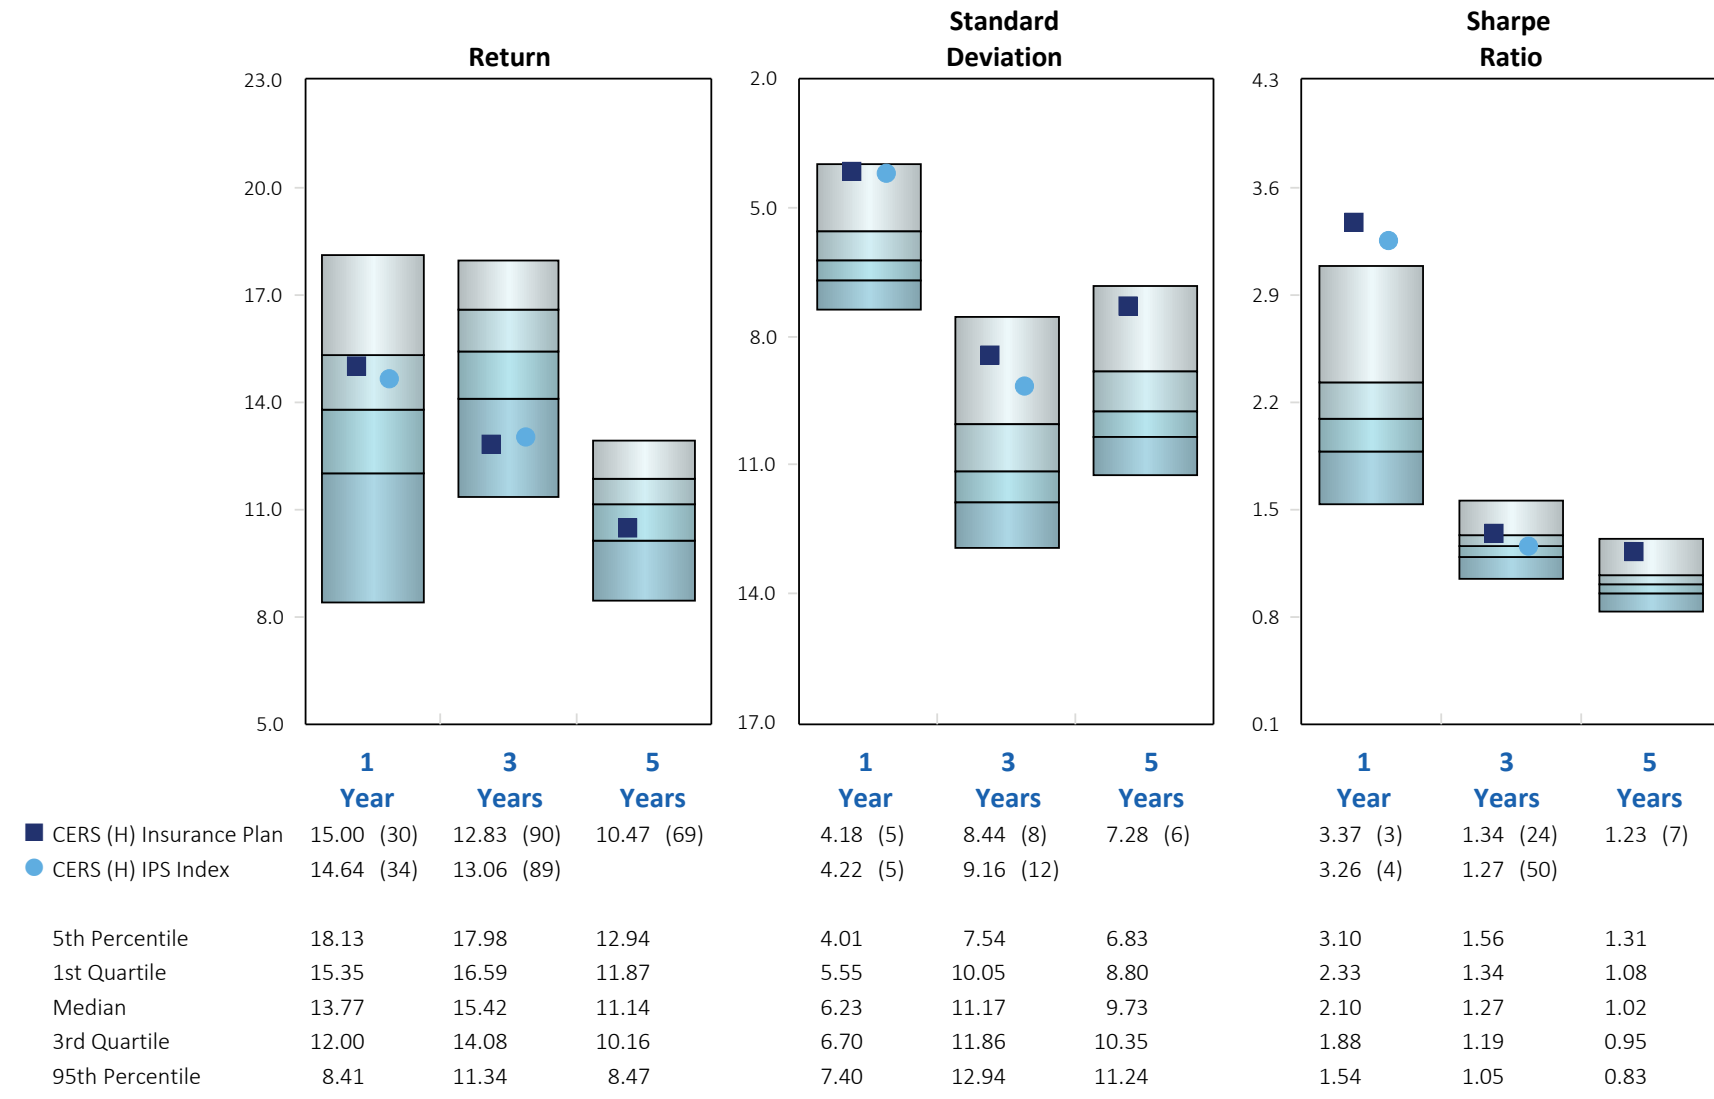 Return
Standard
Deviation
Sharpe
Ratio
23.0
20.0
17.0
14.0
11.0
8.0
5.0
2.0
5.0
8.0
11.0
14.0
17.0
4.3
3.6
2.9
2.2
1.5
0.8
0.1
1 Year 3 Years 5 Years
1 Year 3 Years 5 Years
1 Year 3 Years 5 Years
CERS (H) Insurance Plan 15.00 (30) 12.83 (90) 10.47 (69) 4.18 (5) 8.44 (8) 7.28 (6) 3.37 (3) 1.34 (24) 1.23 (7)
CERS (H) IPS Index 14.64 (34) 13.06 (89) 4.22 (5) 9.16 (12) 3.26 (4) 1.27 (50)
5th Percentile 18.13 17.98 12.94 4.01 7.54 6.83 3.10 1.56 1.31
1st Quartile 15.35 16.59 11.87 5.55 10.05 8.80 2.33 1.34 1.08
Median 13.77 15.42 11.14 6.23 11.17 9.73 2.10 1.27 1.02
3rd Quartile 12.00 14.08 10.16 6.70 11.86 10.35 1.88 1.19 0.95
95th Percentile 8.41 11.34 8.47 7.40 12.94 11.24 1.54 1.05 0.83